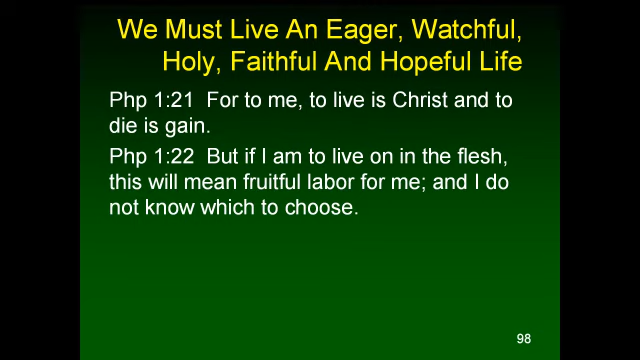 We Must Live An Eager, Watchful,
Holy, Faithful And Hopeful Life
Php 1:21  For to me, to live is Christ and to
die is gain.
Php 1:22  But if I am to live on in the flesh,
this will mean fruitful labor for me; and I do
not know which to choose.
98